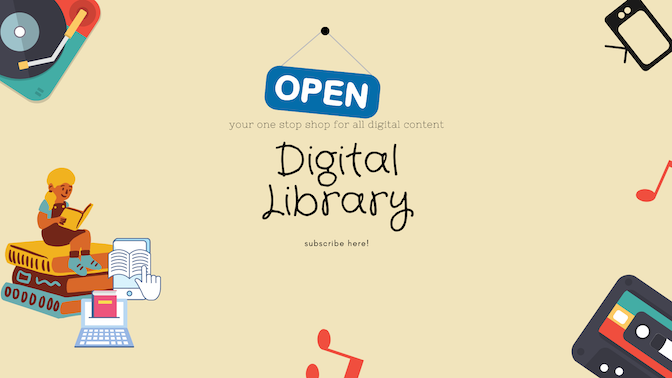 OPEN
your one stop shop for all digital content
Digital
Library
subscribe here!